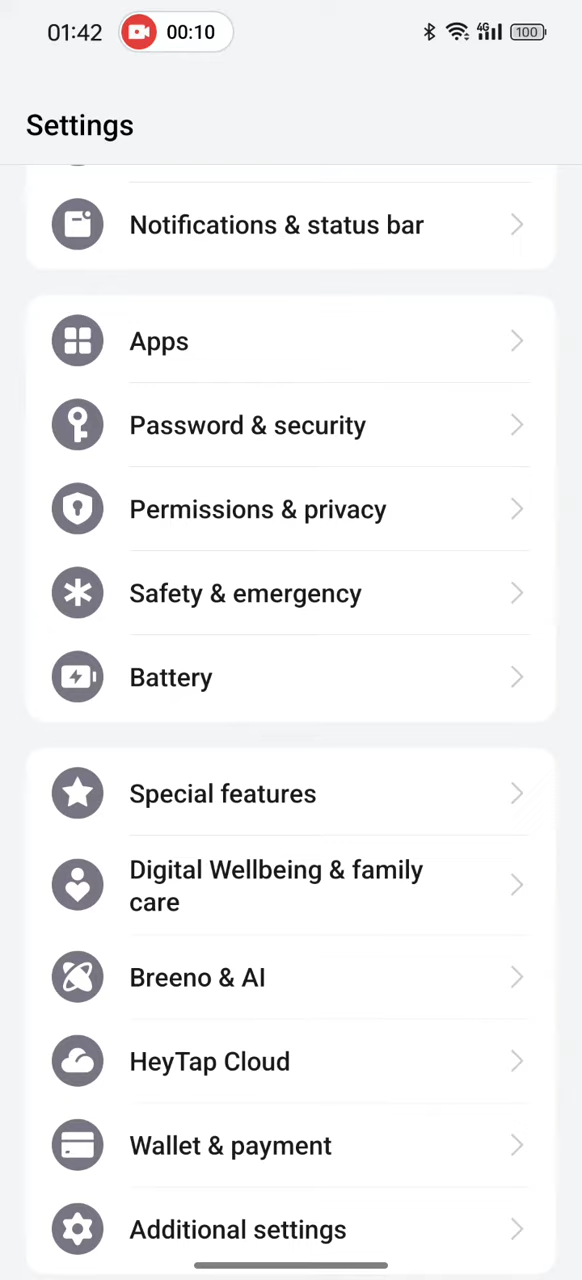 01:42 00:10 4G 100
Settings
Notifications & status bar
Apps
Password & security
Permissions & privacy
Safety & emergency
Battery
Special features
Digital Wellbeing & family
care
Breeno & AI
HeyTap Cloud
Wallet & payment
Additional settings